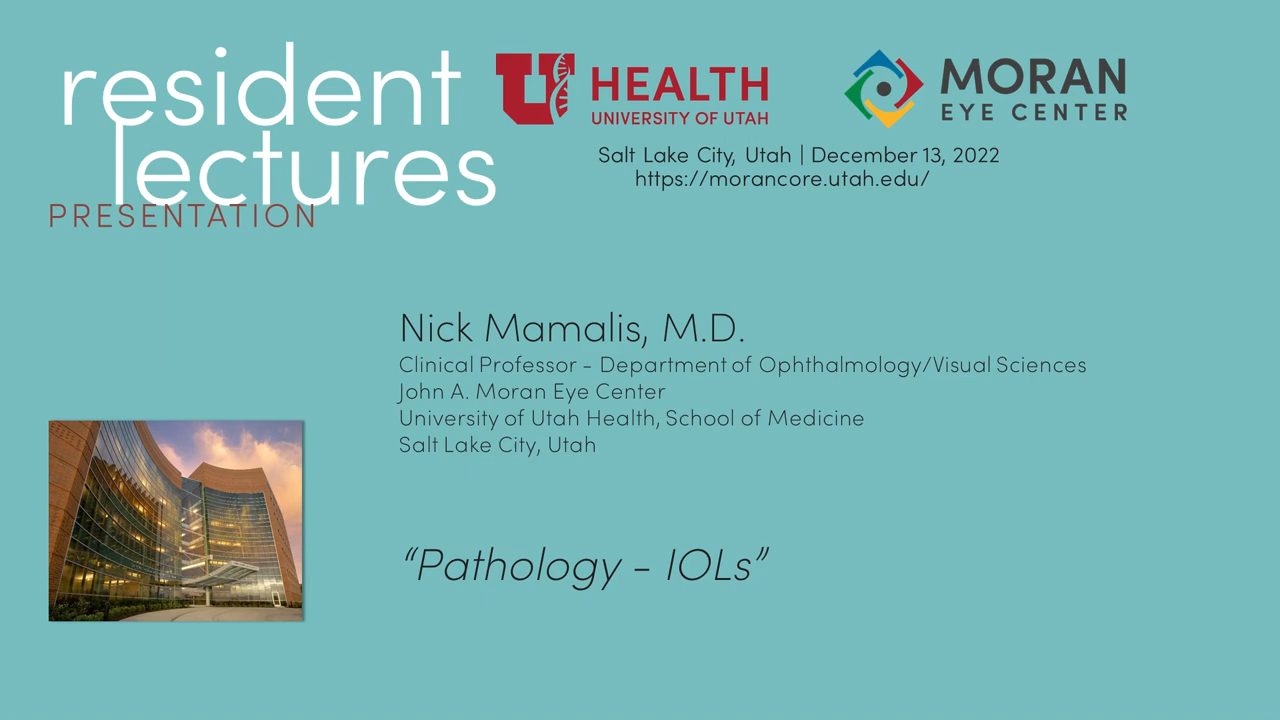 resident
lectures
PRESENTATION
U HEALTH
UNIVERSITY OF UTAH
MORAN
EYE CENTER
Salt Lake City, Utah | December 13, 2022
https://morancore.utah.edu/
Nick Mamalis, M.D.
Clinical Professor - Department of Ophthalmology/Visual Sciences
John A. Moran Eye Center
University of Utah Health, School of Medicine
Salt Lake City, Utah
“Pathology - IOLs”